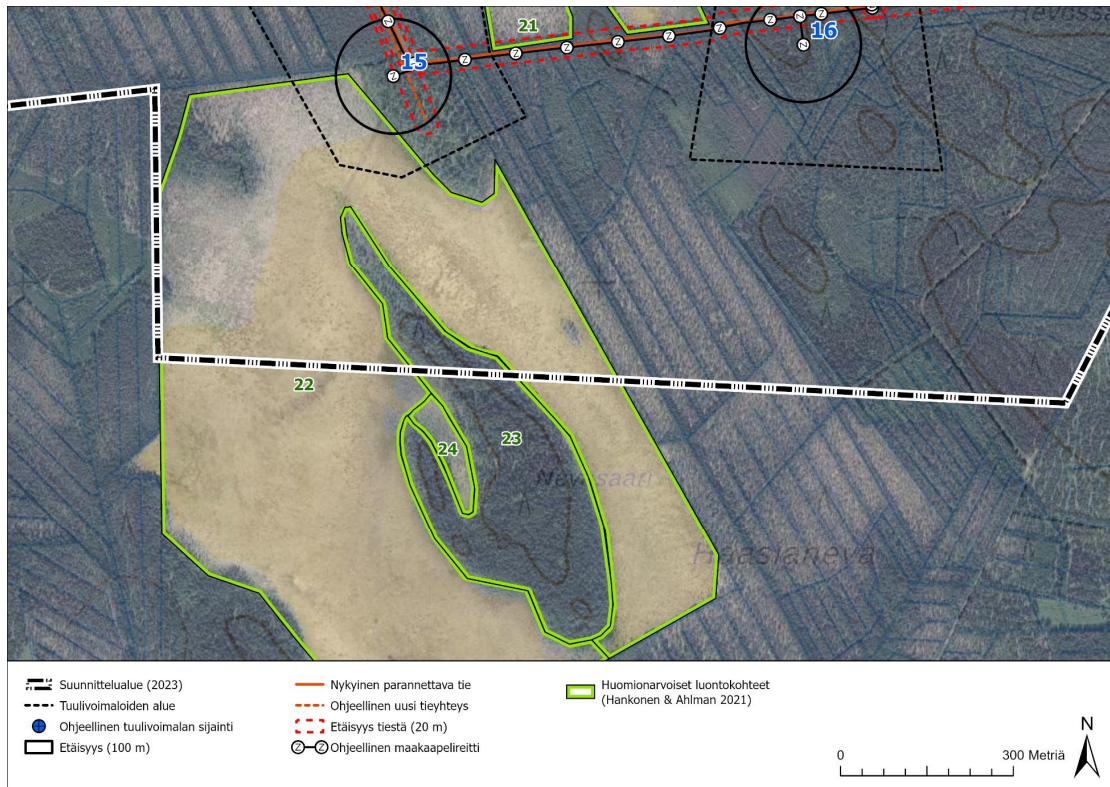 21
15
16
22
23
24
Haasianeva
Suunnittelualue (2023)
Tuulivoimaloiden alue
Ohjeellinen tuulivoimalan sijainti
Etäisyys (100 m)
Nykyinen parannettava tie
Ohjeellinen uusi tieyhteys
Etäisyys tiestä (20 m)
Z Z Ohjeellinen maakaapelireitti
Huomionarvoiset luontokohteet
(Hankonen & Ahlman 2021)
0 300 Metriä
N